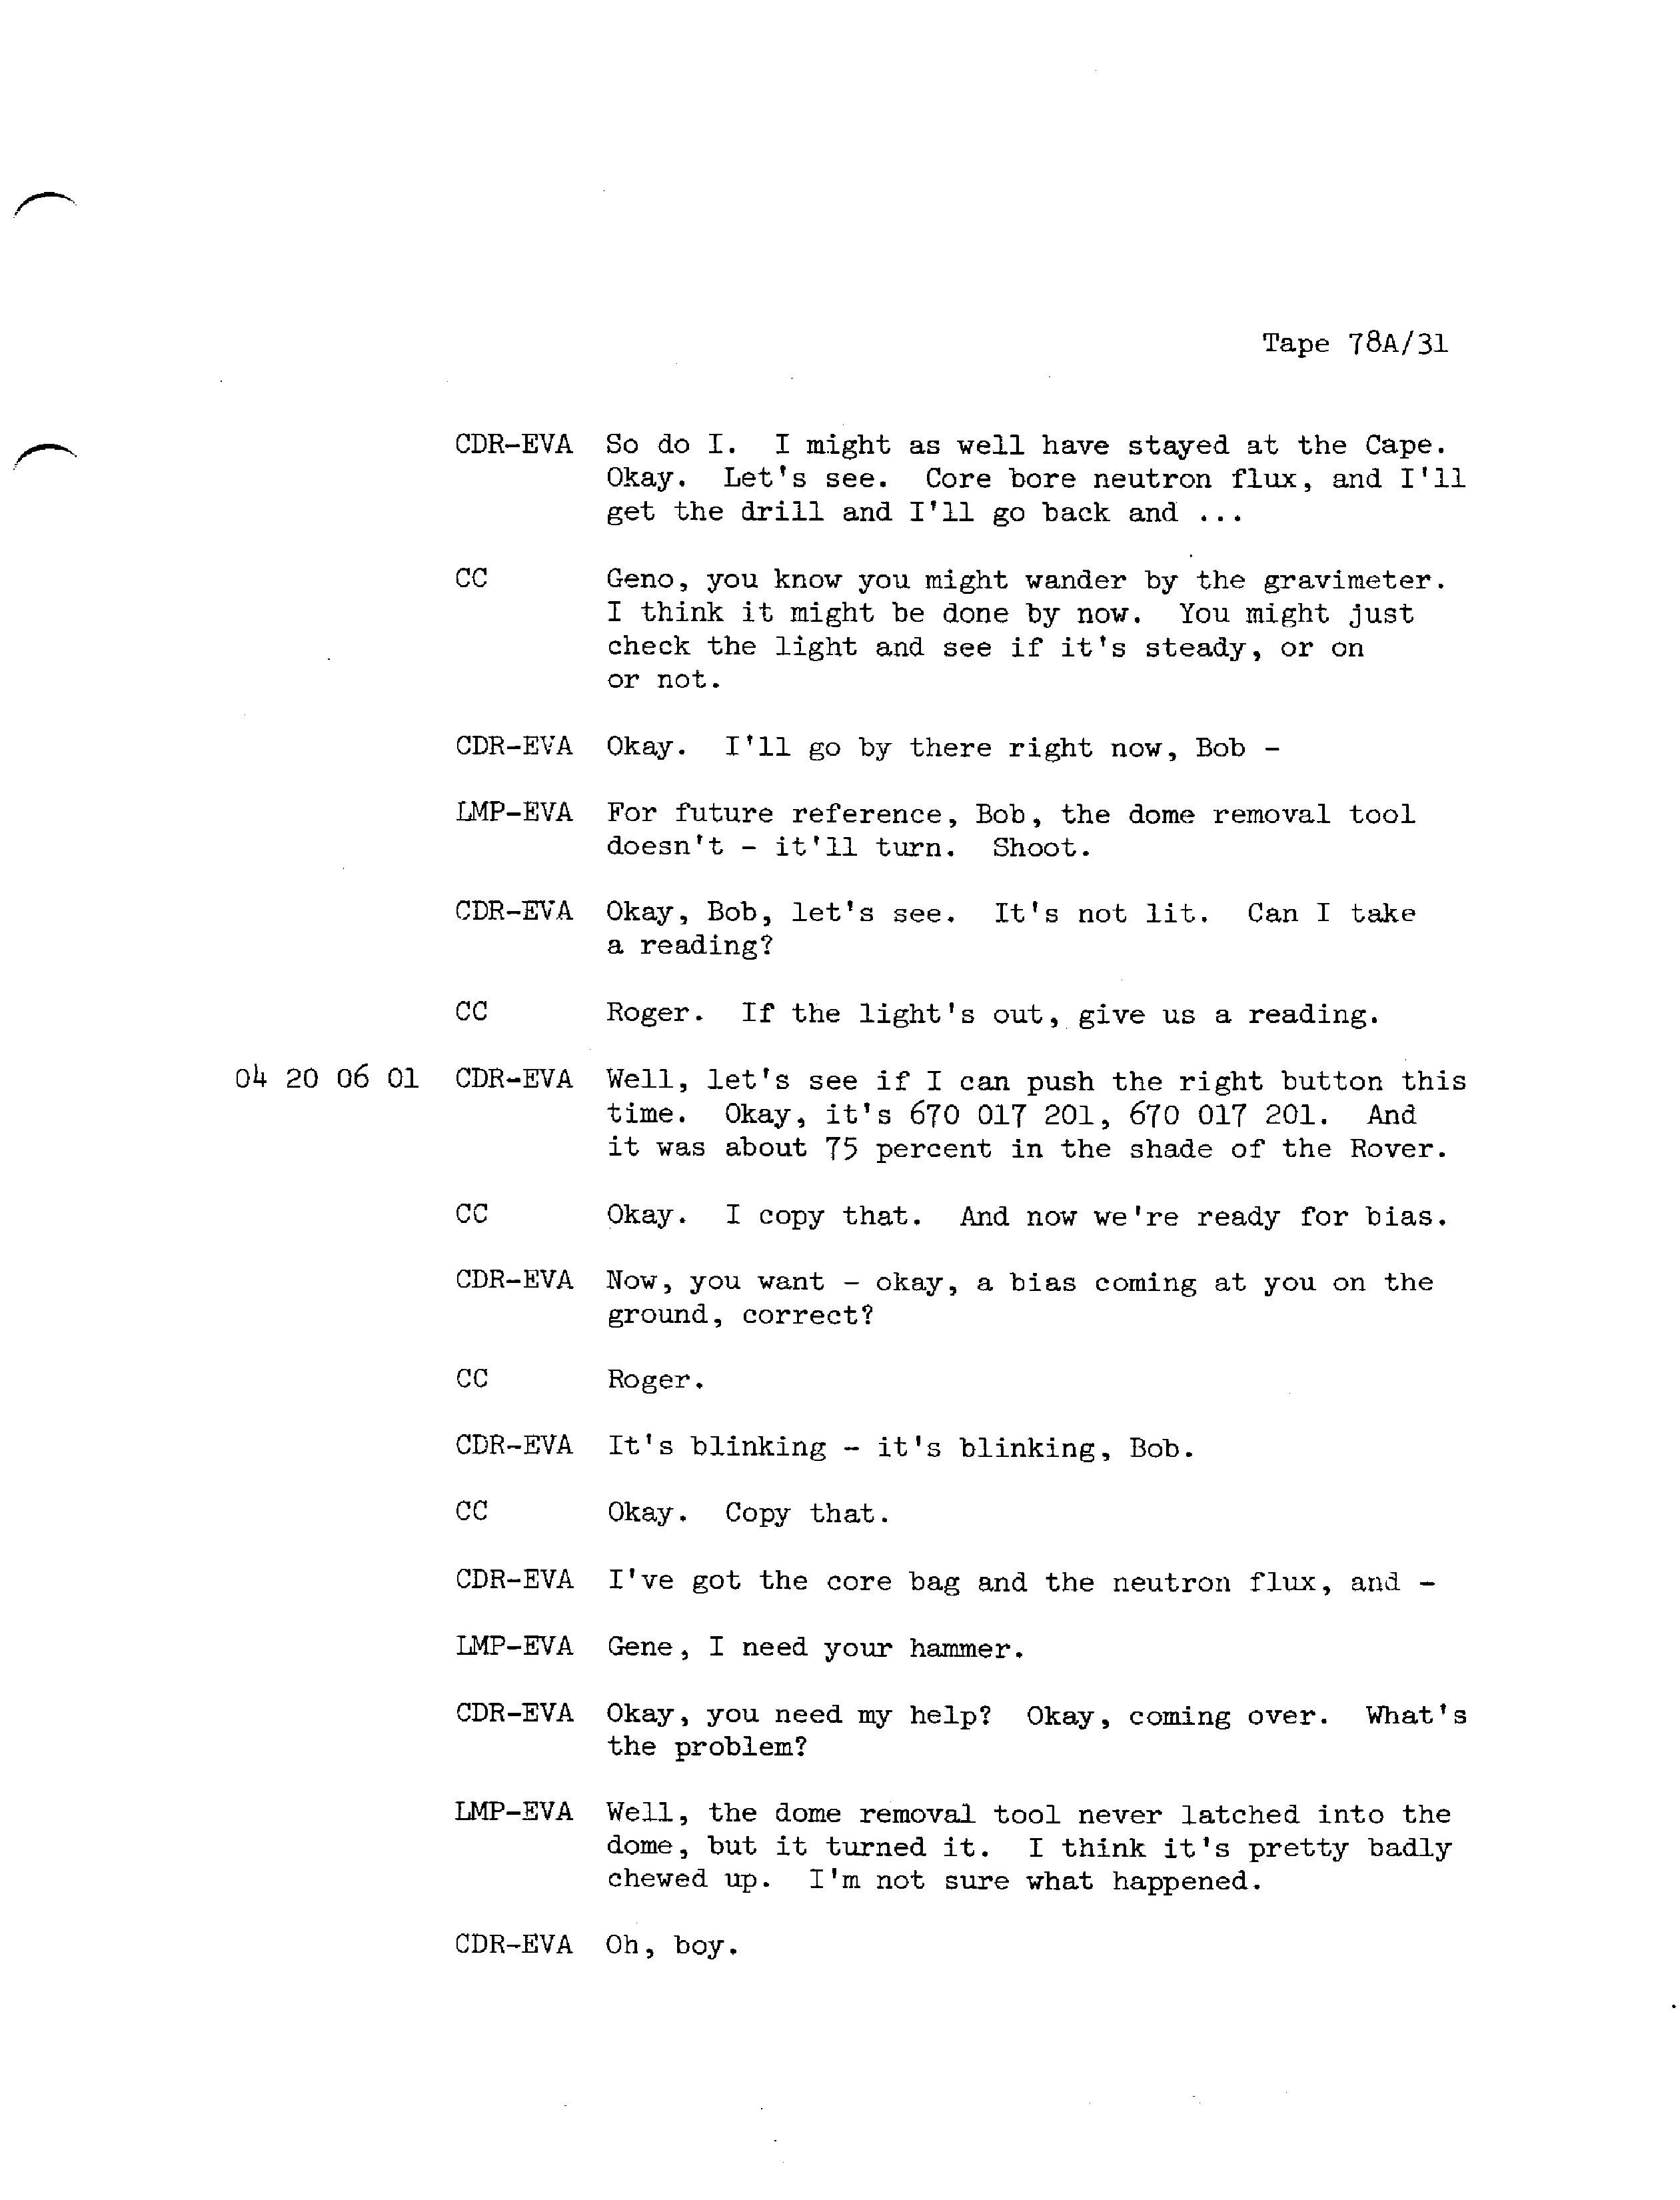 Tape 78A/31
CDR-EVA So do I. I might as well have stayed at the Cape.
Okay. Let's see. Core bore neutron flux, and I'll
get the drill and I'll go back and ...
CC Geno, you know you might wander by the gravimeter.
I think it might be done by now. You might just
check the light and see if it's steady, or on
or not.
CDR-EVA Okay. I'll go by there right now, Bob -
LMP-EVA For future reference, Bob, the dome removal tool
doesn't - it'll turn. Shoot.
CDR-EVA Okay, Bob, let's see. It's not lit. Can I take
a reading?
CC Roger. If the light's out, give us a reading.
04 20 06 01 CDR-EVA Well, let's see if I can push the right button this
time. Okay, it's 670 017 201, 670 017 201. And
it was about 75 percent in the shade of the Rover.
CC Okay. I copy that. And now we're ready for bias.
CDR-EVA Now, you want - okay, a bias coming at you on the
ground, correct?
CC Roger.
CDR-EVA It's blinking - it's blinking, Bob.
CC Okay. Copy that.
CDR-EVA I've got the core bag and the neutron flux, and -
LMP-EVA Gene, I need your hammer.
CDR-EVA Okay, you need my help? Okay, coming over. What's
the problem?
LMP-EVA Well, the dome removal tool never latched into the
dome, but it turned it. I think it's pretty badly
chewed up. I'm not sure what happened.
CDR-EVA Oh, boy.